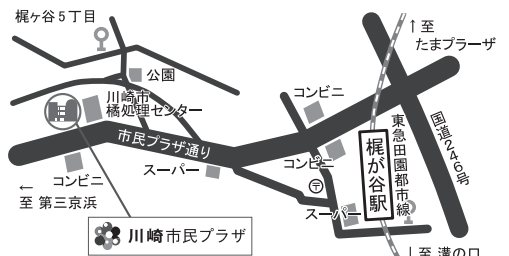 梶ヶ谷5丁目
↑至
たまプラーザ
公園
川崎市
橘処理センター
コンビニ
市民プラザ通り
コンビニ
国道246号
東急田園都市線
梶が谷駅
コンビニ
スーパー
〒
スーパー
←
至 第三京浜
川崎市民プラザ
↓至 溝の口